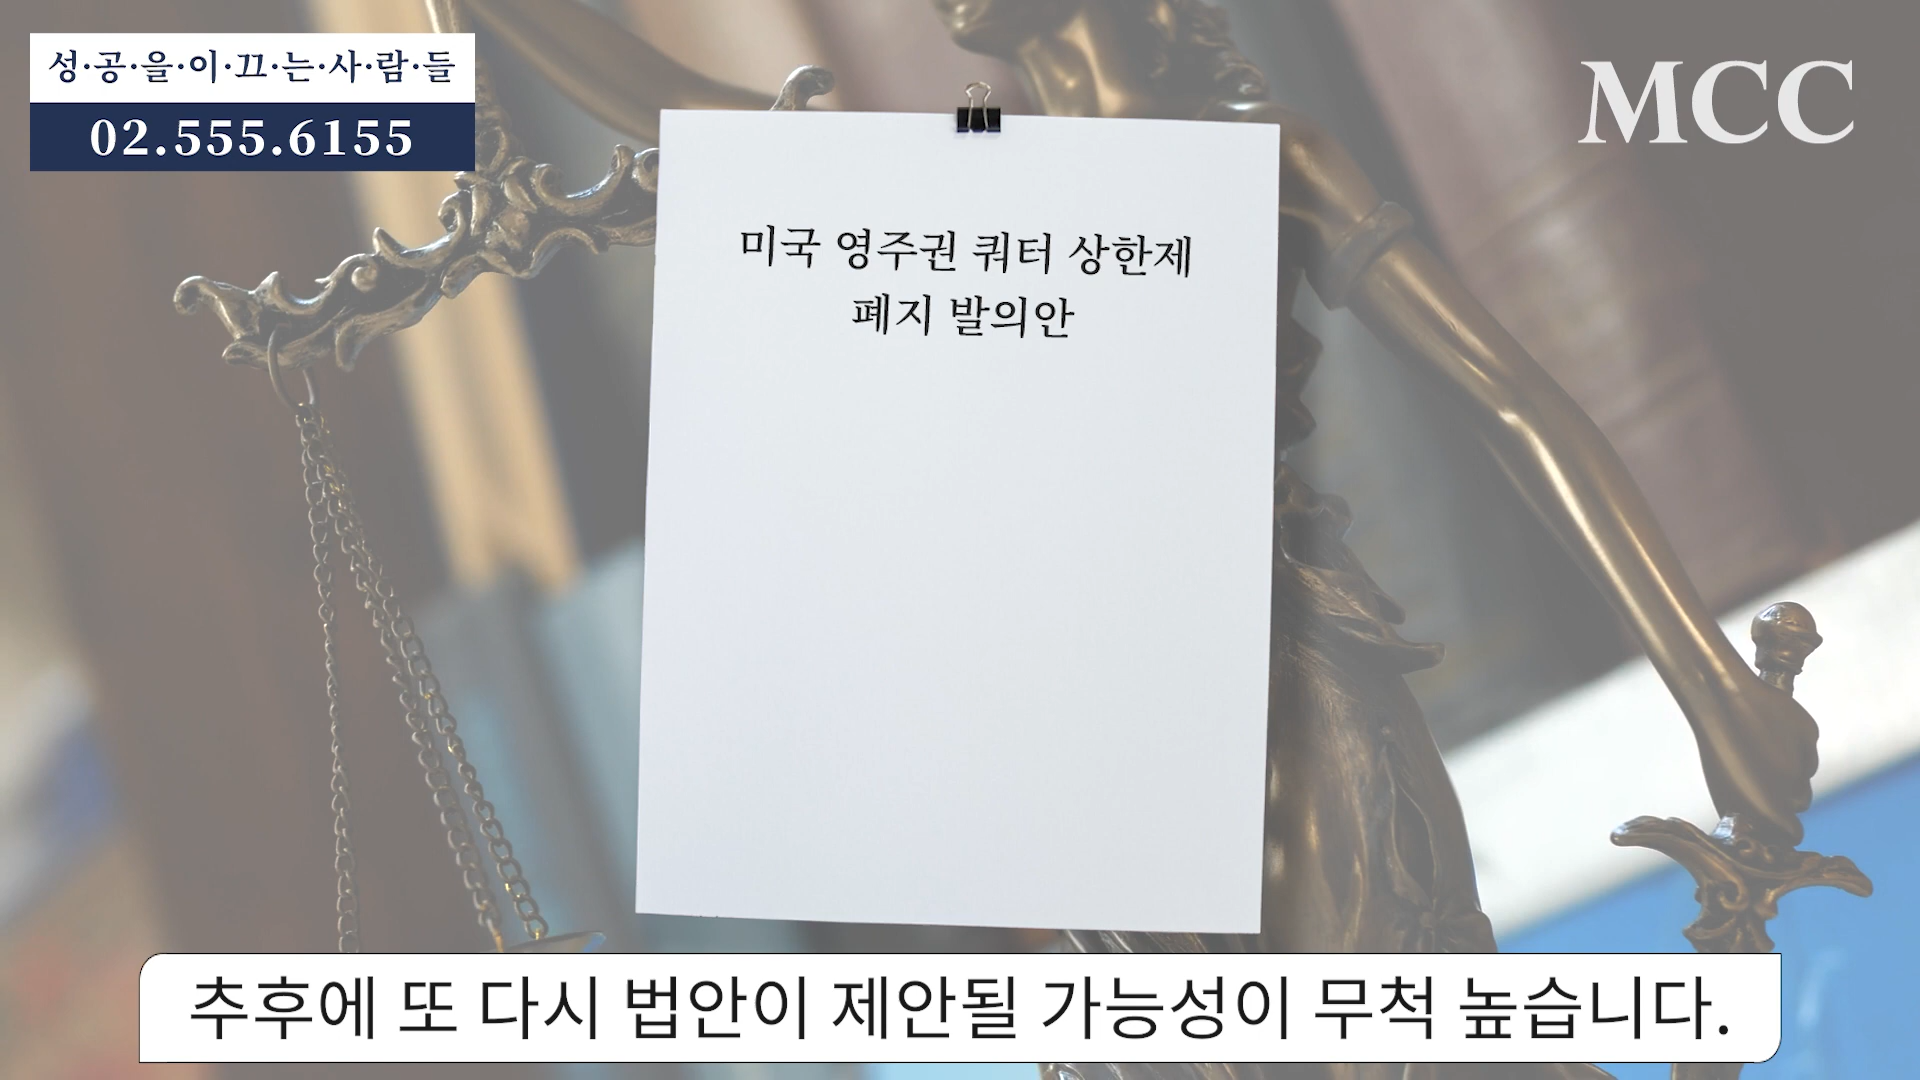 성·공·을·이·끄·는·사·람·들
02.555.6155
MCC
미국 영주권 쿼터 상한제
폐지 발의안
추후에 또 다시 법안이 제안될 가능성이 무척 높습니다.